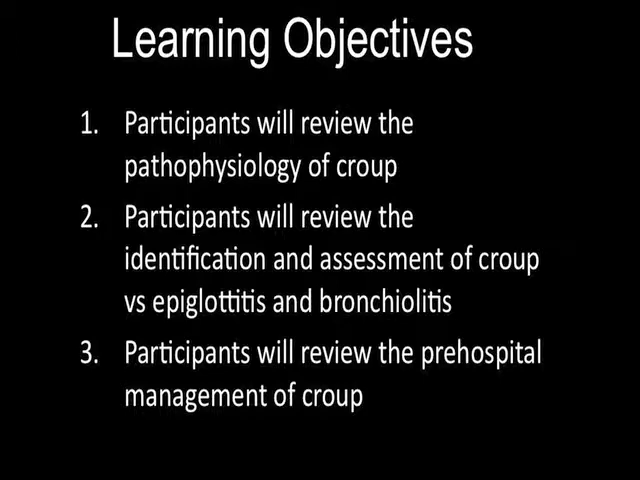 Learning Objectives
1. Participants will review the
pathophysiology of croup
2. Participants will review the
identification and assessment of croup
vs epiglottitis and bronchiolitis
3. Participants will review the prehospital
management of croup